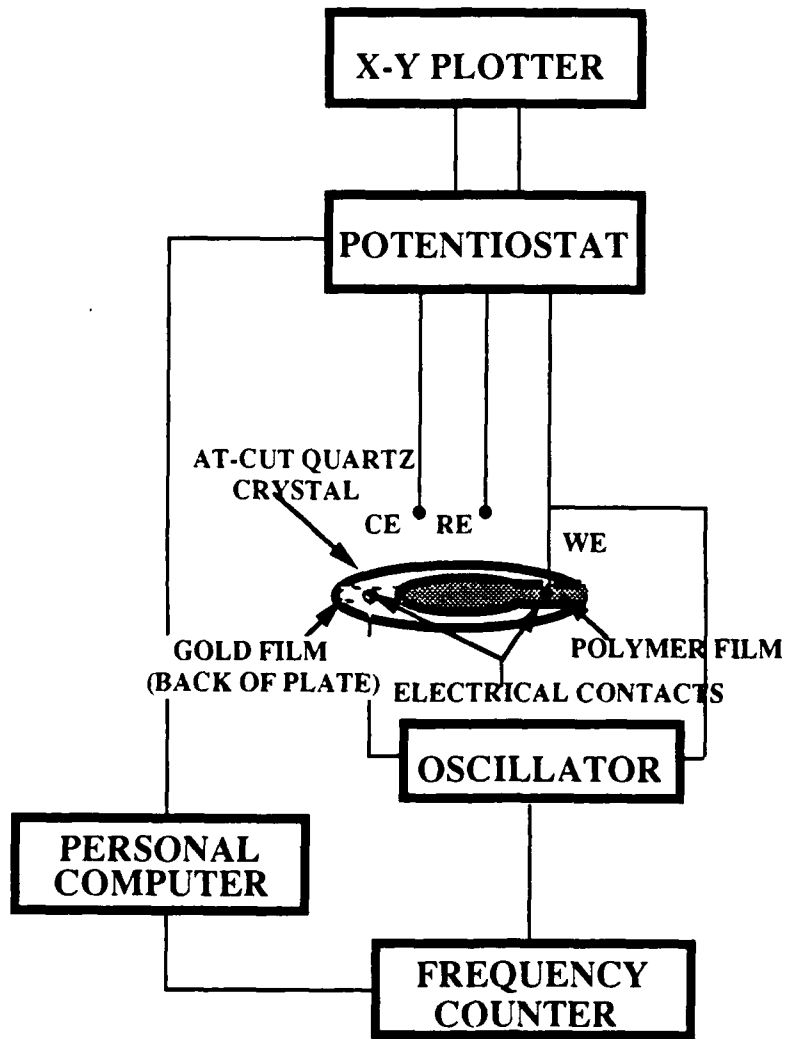 X-Y PLOTTER
POTENTIOSTAT
AT-CUT QUARTZ
CRYSTAL
CE RE
WE
GOLD FILM
(BACK OF PLATE)
POLYMER FILM
ELECTRICAL CONTACTS
OSCILLATOR
PERSONAL
COMPUTER
FREQUENCY
COUNTER